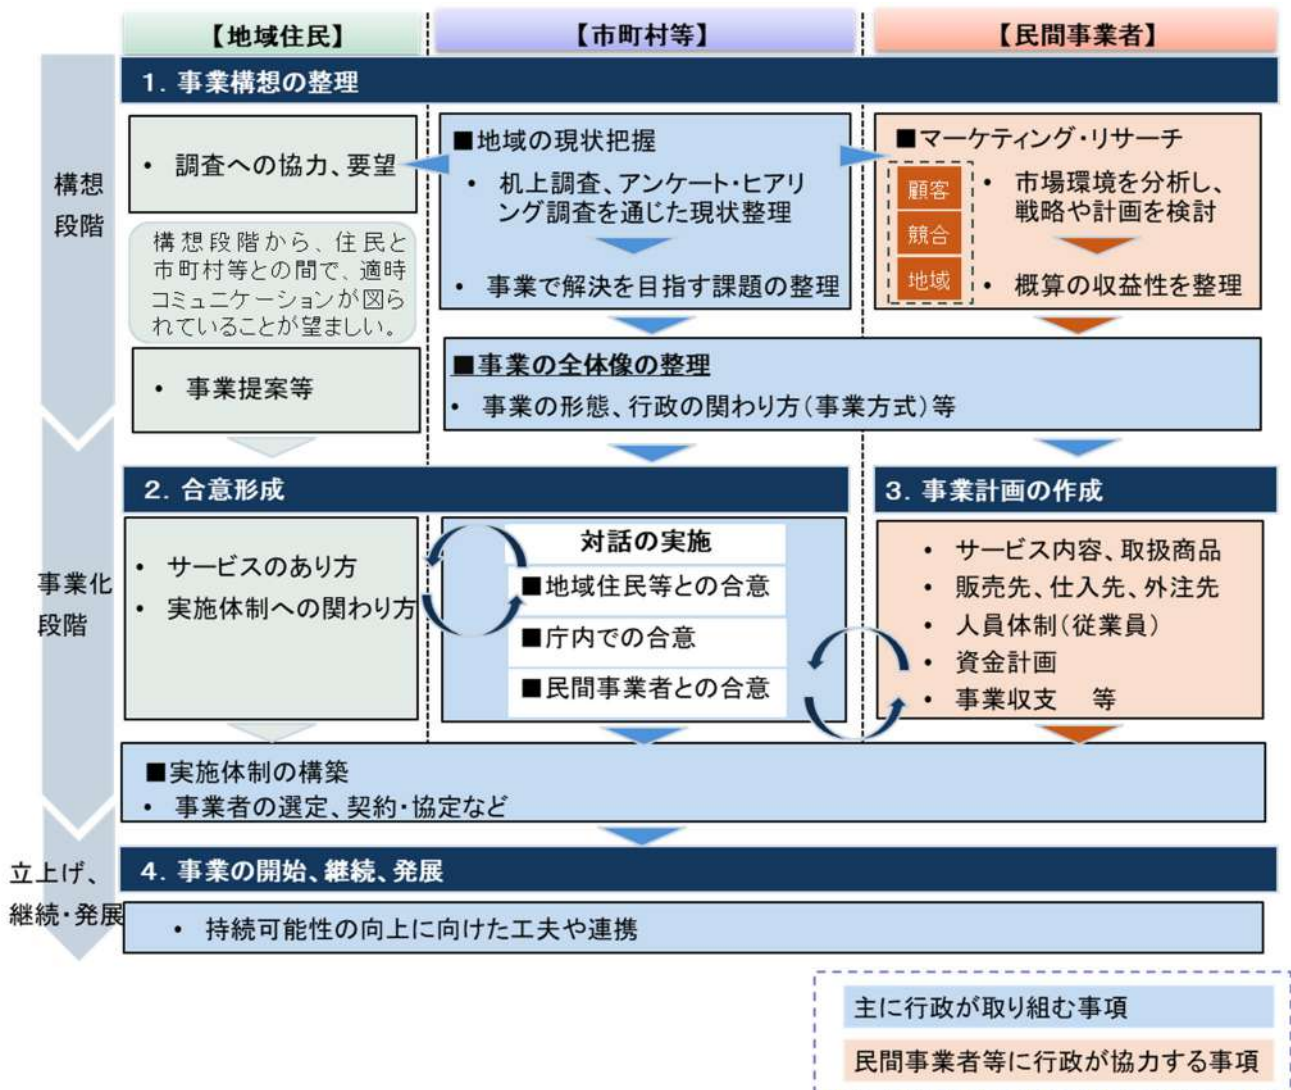 【地域住民】
【市町村等】
【民間事業者】
構想
段階
1. 事業構想の整理
• 調査への協力、要望
構想段階から、住民と
市町村等との間で、適時
コミュニケーションが図ら
れていることが望ましい。
• 事業提案等
■地域の現状把握
• 机上調査、アンケート・ヒアリ
ング調査を通じた現状整理
• 事業で解決を目指す課題の整理
■マーケティング・リサーチ
顧客
競合
地域
• 市場環境を分析し、
戦略や計画を検討
• 概算の収益性を整理
■事業の全体像の整理
• 事業の形態、行政の関わり方(事業方式)等
事業化
段階
2. 合意形成
• サービスのあり方
• 実施体制への関わり方
対話の実施
■地域住民等との合意
■庁内での合意
■民間事業者との合意
3. 事業計画の作成
• サービス内容、取扱商品
• 販売先、仕入先、外注先
• 人員体制(従業員)
• 資金計画
• 事業収支 等
■実施体制の構築
• 事業者の選定、契約・協定など
立上げ、
継続・発展
4. 事業の開始、継続、発展
• 持続可能性の向上に向けた工夫や連携
主に行政が取り組む事項
民間事業者等に行政が協力する事項